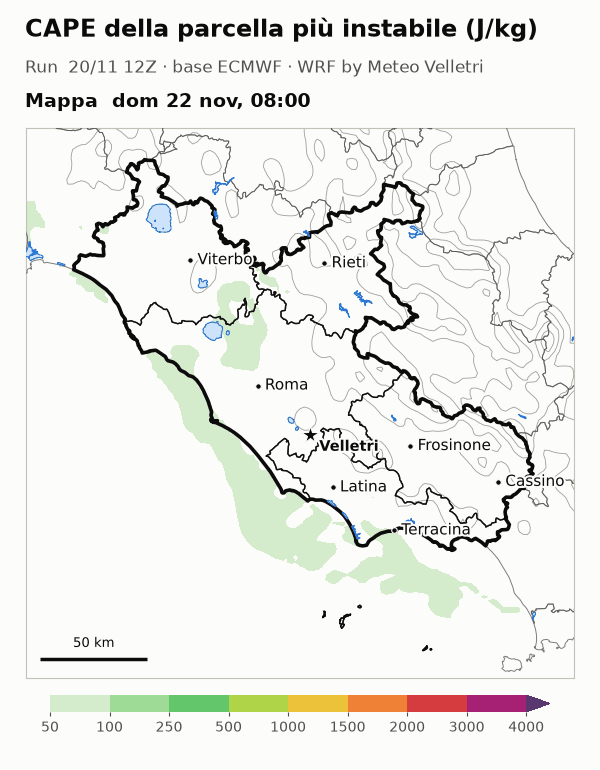 CAPE della parcella più instabile (J/kg)
Run 20/11 12Z · base ECMWF · WRF by Meteo Velletri
Mappa dom 22 nov, 08:00
Viterbo
Rieti
Roma
Velletri
Frosinone
Latina
Cassino
Terracina
50 km
50 100 250 500 1000 1500 2000 3000 4000